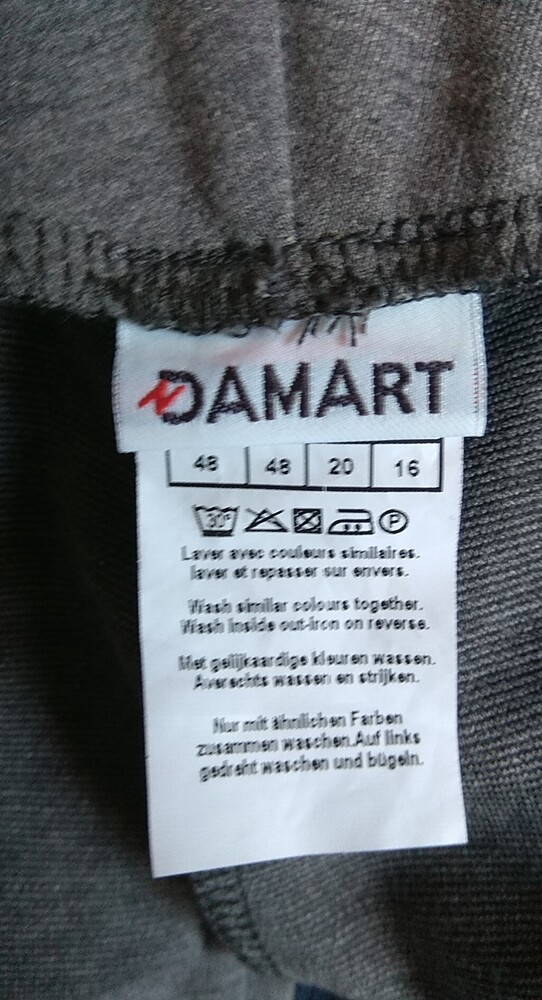 DAMART
48 48 20 16
30° P
Laver avec couleurs similaires.
laver et repasser sur envers.
Wash similar colours together.
Wash inside out-iron on reverse.
Met gelijkaardige kleuren wassen.
Averechts wassen en strijken.
Nur mit ähnlichen Farben
zusammen waschen.Auf links
gedreht waschen und bügeln.